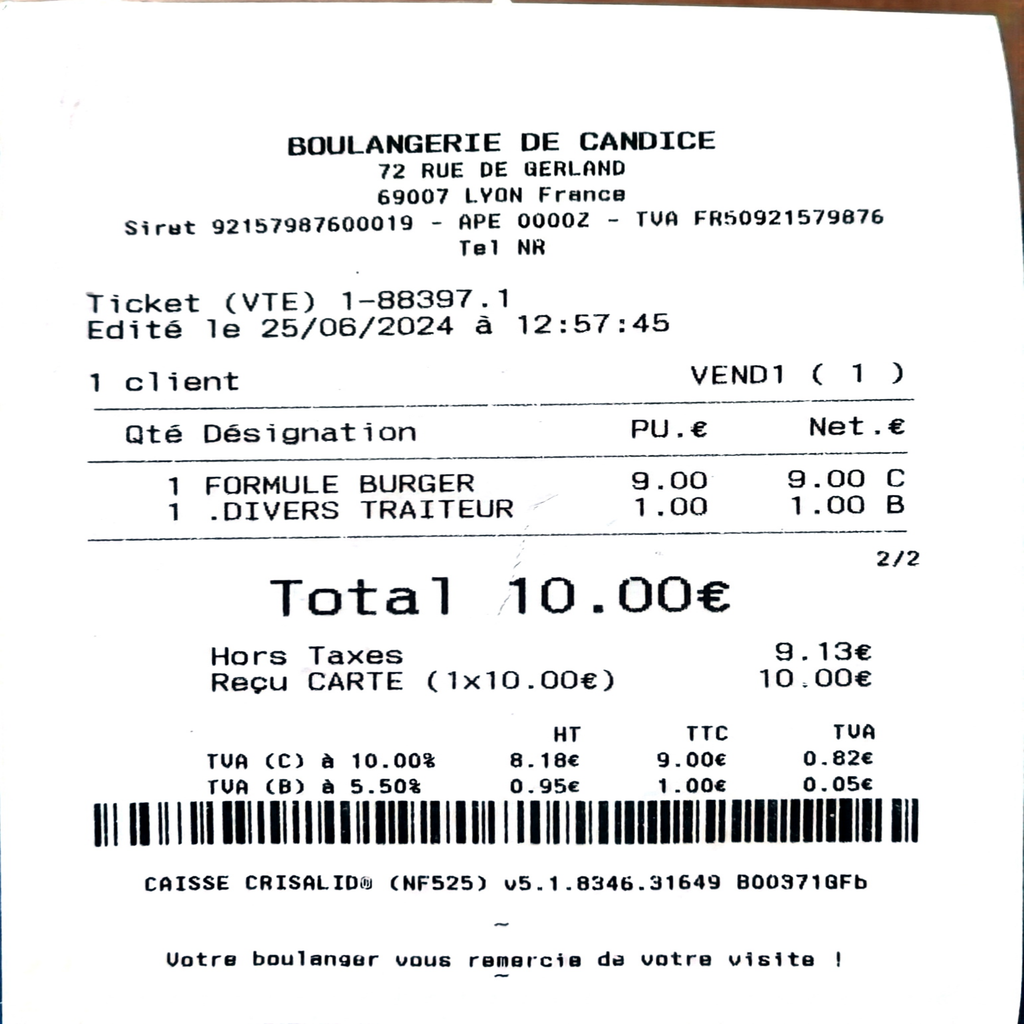 BOULANGERIE DE CANDICE
72 RUE DE GERLAND
69007 LYON France
Siret 92157987600019 - APE 0000Z - TVA FR50921579876
Tel NR
Ticket (VTE) 1-88397.1
Edité le 25/06/2024 à 12:57:45
1 client VEND1 ( 1 )
Qté Désignation PU.€ Net.€
1 FORMULE BURGER 9.00 9.00 C
1 .DIVERS TRAITEUR 1.00 1.00 B
2/2
Total 10.00€
Hors Taxes 9.13€
Reçu CARTE (1x10.00€) 10.00€
HT TTC TVA
TVA (C) à 10.00% 8.18€ 9.00€ 0.82€
TVA (B) à 5.50% 0.95€ 1.00€ 0.05€
CAISSE CRISALID® (NF525) v5.1.8346.31649 B00371GFb
~
Votre boulanger vous remercie de votre visite !
~